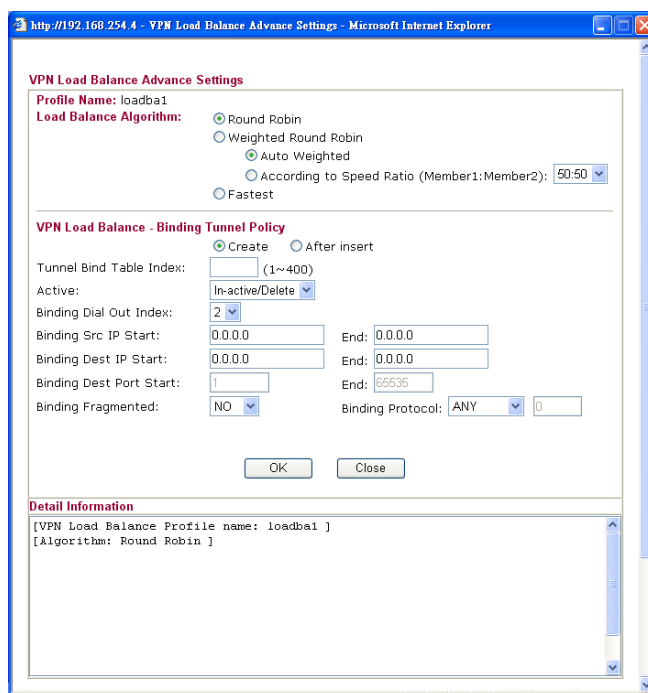 http://192.168.254.4 - VPN Load Balance Advance Settings - Microsoft Internet Explorer
VPN Load Balance Advance Settings
Profile Name: loadba1
Load Balance Algorithm: Round Robin
Weighted Round Robin
Auto Weighted
According to Speed Ratio (Member1:Member2): 50:50
Fastest
VPN Load Balance - Binding Tunnel Policy
Create After insert
Tunnel Bind Table Index: (1~400)
Active: In-active/Delete
Binding Dial Out Index: 2
Binding Src IP Start: 0.0.0.0 End: 0.0.0.0
Binding Dest IP Start: 0.0.0.0 End: 0.0.0.0
Binding Dest Port Start: 1 End: 65535
Binding Fragmented: NO Binding Protocol: ANY 0
OK Close
Detail Information
[VPN Load Balance Profile name: loadba1 ]
[Algorithm: Round Robin ]